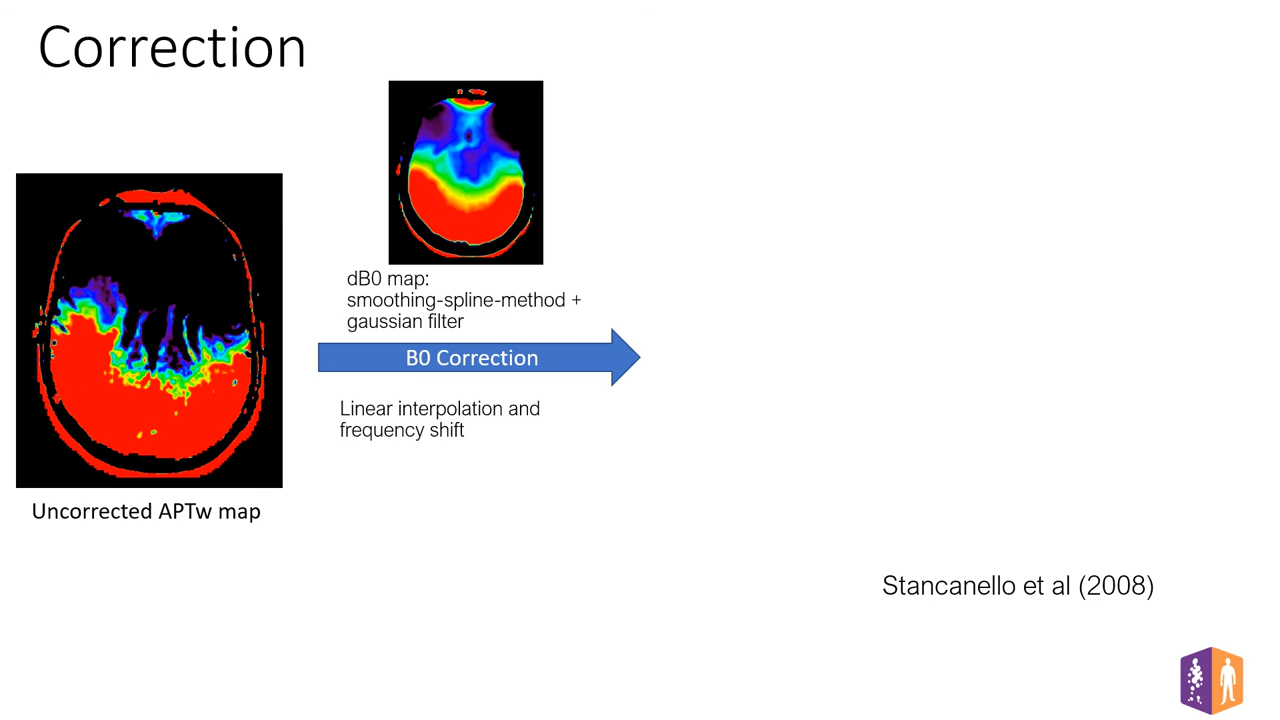 Correction
dB0 map:
smoothing-spline-method +
gaussian filter
B0 Correction
Linear interpolation and
frequency shift
Uncorrected APTw map
Stancanello et al (2008)